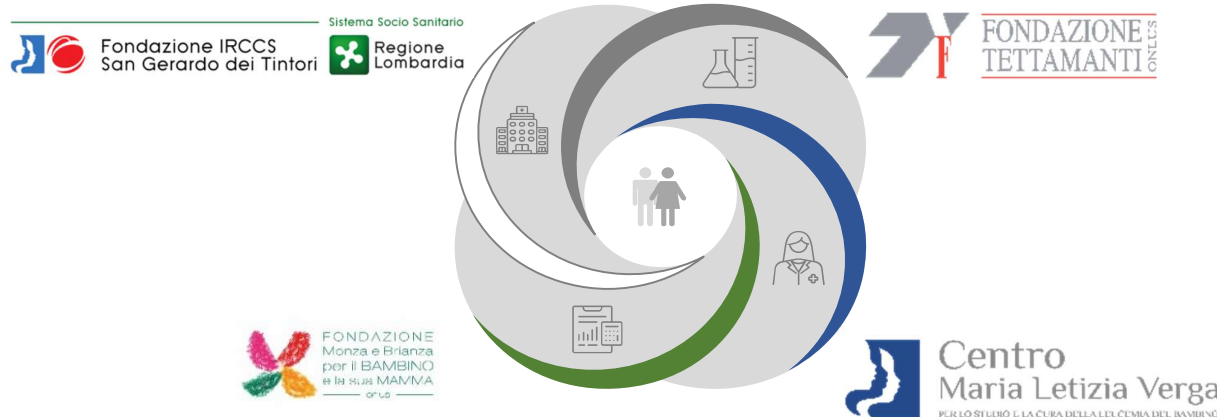 Sistema Socio Sanitario
Fondazione IRCCS
San Gerardo dei Tintori
Regione
Lombardia
FONDAZIONE
TETTAMANTI
ONLUS
FONDAZIONE
Monza e Brianza
per il BAMBINO
e la sua MAMMA
onlus
Centro
Maria Letizia Verga
PER LO STUDIO E LA CURA DELLA LEUCEMIA DEL BAMBINO